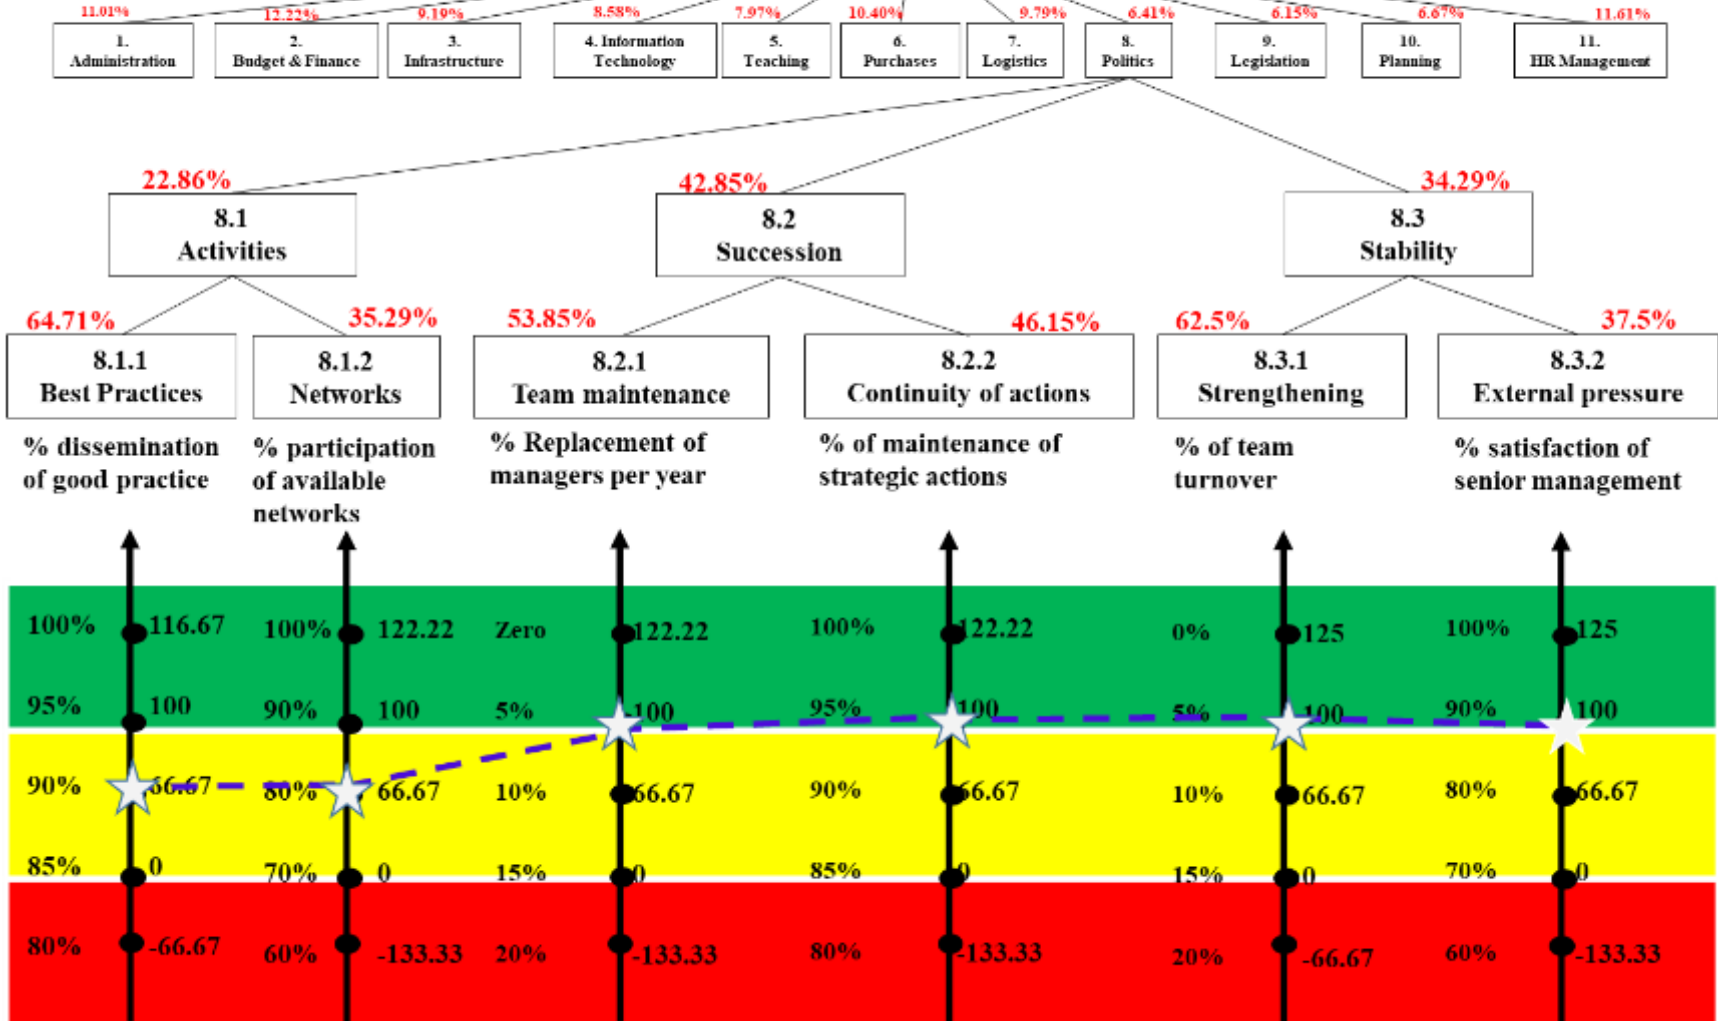 11.01%
12.22%
9.19%
8.58%
7.97%
10.40%
9.79%
6.41%
6.15%
6.67%
11.61%
1.
Administration
2.
Budget & Finance
3.
Infrastructure
4. Information
Technology
5.
Teaching
6.
Purchases
7.
Logistics
8.
Politics
9.
Legislation
10.
Planning
11.
HR Management
22.86%
8.1
Activities
42.85%
8.2
Succession
34.29%
8.3
Stability
64.71%
8.1.1
Best Practices
35.29%
8.1.2
Networks
53.85%
8.2.1
Team maintenance
46.15%
8.2.2
Continuity of actions
62.5%
8.3.1
Strengthening
37.5%
8.3.2
External pressure
% dissemination
of good practice
% participation
of available
networks
% Replacement of
managers per year
% of maintenance of
strategic actions
% of team
turnover
% satisfaction of
senior management
100% 116.67 100% 122.22 Zero 122.22 100% 122.22 0% 125 100% 125
95% 100 90% 100 5% 100 95% 100 5% 100 90% 100
90% 66.67 80% 66.67 10% 66.67 90% 66.67 10% 66.67 80% 66.67
85% 0 70% 0 15% 0 85% 0 15% 0 70% 0
80% -66.67 60% -133.33 20% -133.33 80% -133.33 20% -66.67 60% -133.33